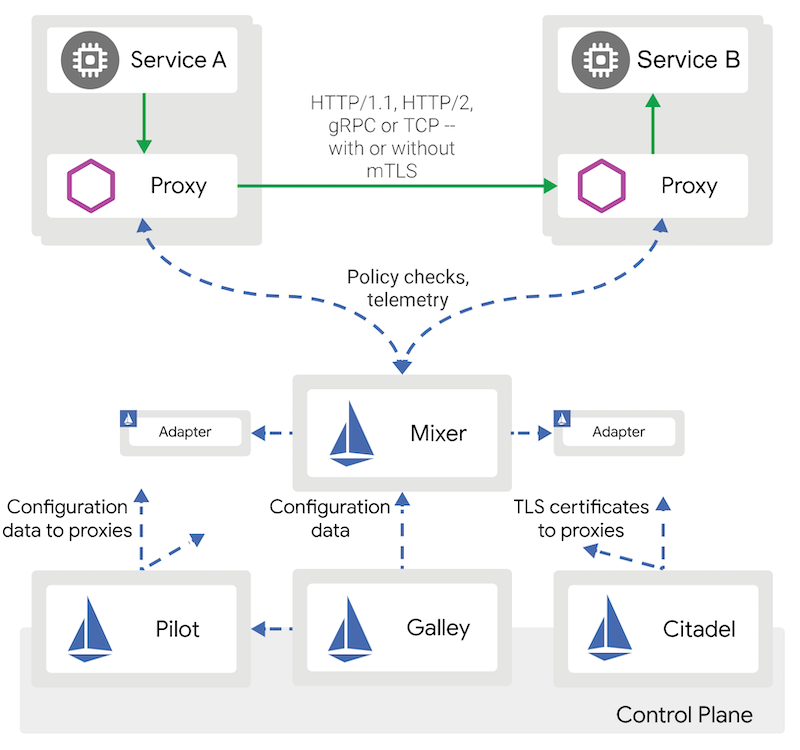 Service A
Service B
HTTP/1.1, HTTP/2,
gRPC or TCP --
with or without
mTLS
Proxy
Proxy
Policy checks,
telemetry
Mixer
Adapter
Adapter
Configuration
data to proxies
Configuration
data
TLS certificates
to proxies
Pilot
Galley
Citadel
Control Plane